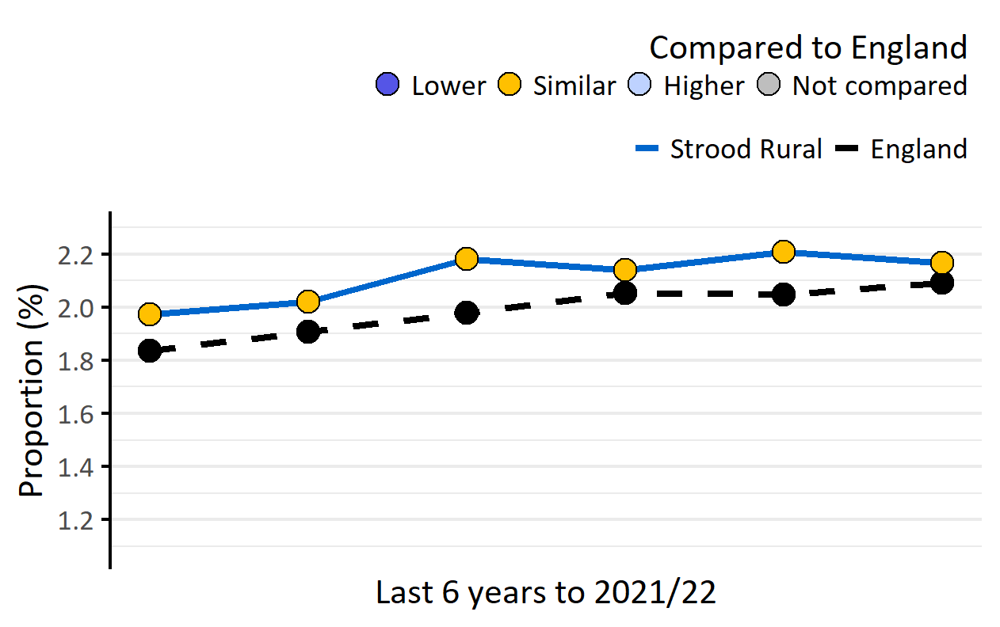 Compared to England
Lower Similar Higher Not compared
Strood Rural England
Proportion (%)
2.2
2.0
1.8
1.6
1.4
1.2
Last 6 years to 2021/22